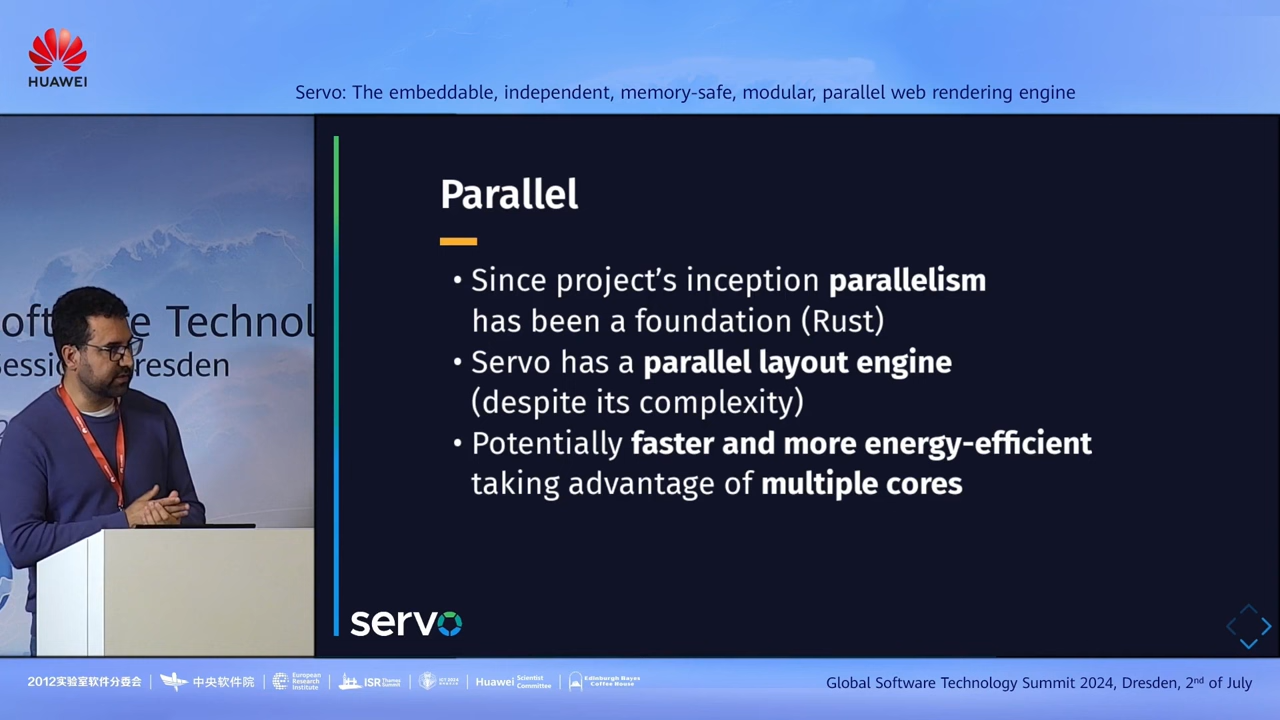 HUAWEI
Servo: The embeddable, independent, memory-safe, modular, parallel web rendering engine
Technol
Dresden
Parallel
• Since project's inception parallelism
has been a foundation (Rust)
• Servo has a parallel layout engine
(despite its complexity)
• Potentially faster and more energy-efficient
taking advantage of multiple cores
servo
2012实验室软件分委会
中央软件院
European
Research
Institute
ISR
Huawei Scientist
Committee
Edinburgh
Coffee House
Global Software Technology Summit 2024, Dresden, 2nd of July